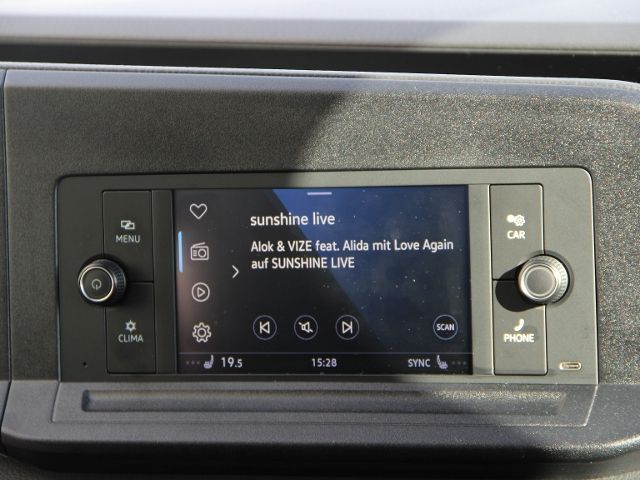 MENU
CLIMA
sunshine live
Alok & VIZE feat. Alida mit Love Again
auf SUNSHINE LIVE
SCAN
19.5
15:28
SYNC
CAR
PHONE